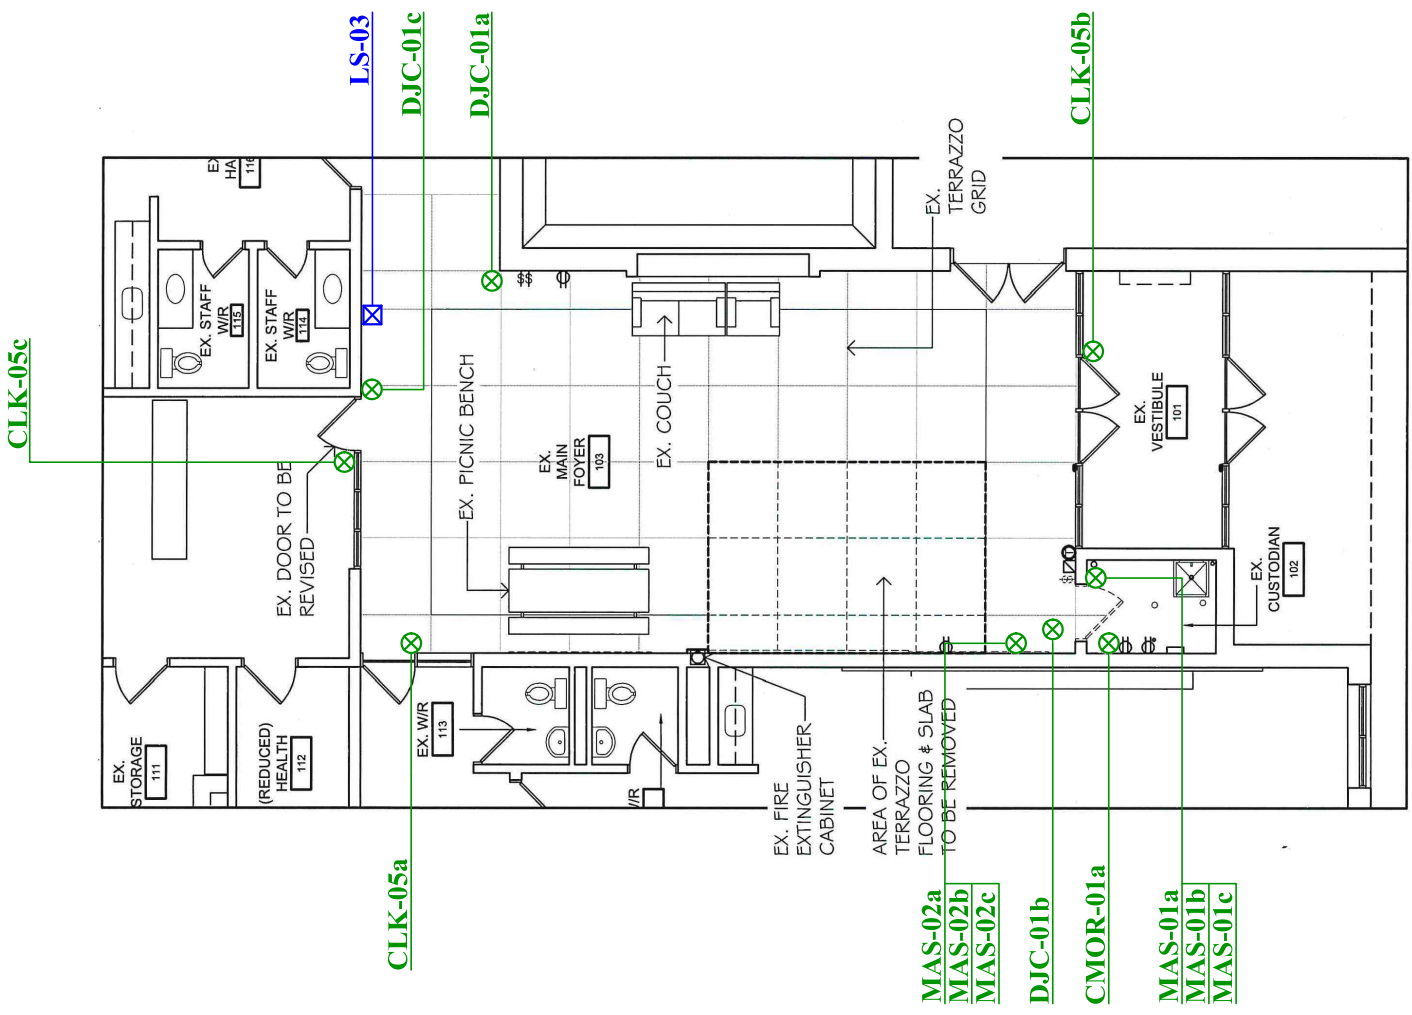 LS-03
DJC-01c
DJC-01a
CLK-05b
CLK-05c
EX.
HA
116
EX. STAFF
W/R
115
EX. STAFF
W/R
114
EX.
TERRAZZO
GRID
EX. DOOR TO BE
REVISED
EX. PICNIC BENCH
EX.
MAIN
FOYER
103
EX. COUCH
EX.
VESTIBULE
101
EX.
CUSTODIAN
102
EX.
STORAGE
111
(REDUCED)
HEALTH
112
EX. W/R
113
W/R
EX. FIRE
EXTINGUISHER
CABINET
AREA OF EX.
TERRAZZO
FLOORING & SLAB
TO BE REMOVED
$$
$$
T
CLK-05a
MAS-02a
MAS-02b
MAS-02c
DJC-01b
CMOR-01a
MAS-01a
MAS-01b
MAS-01c